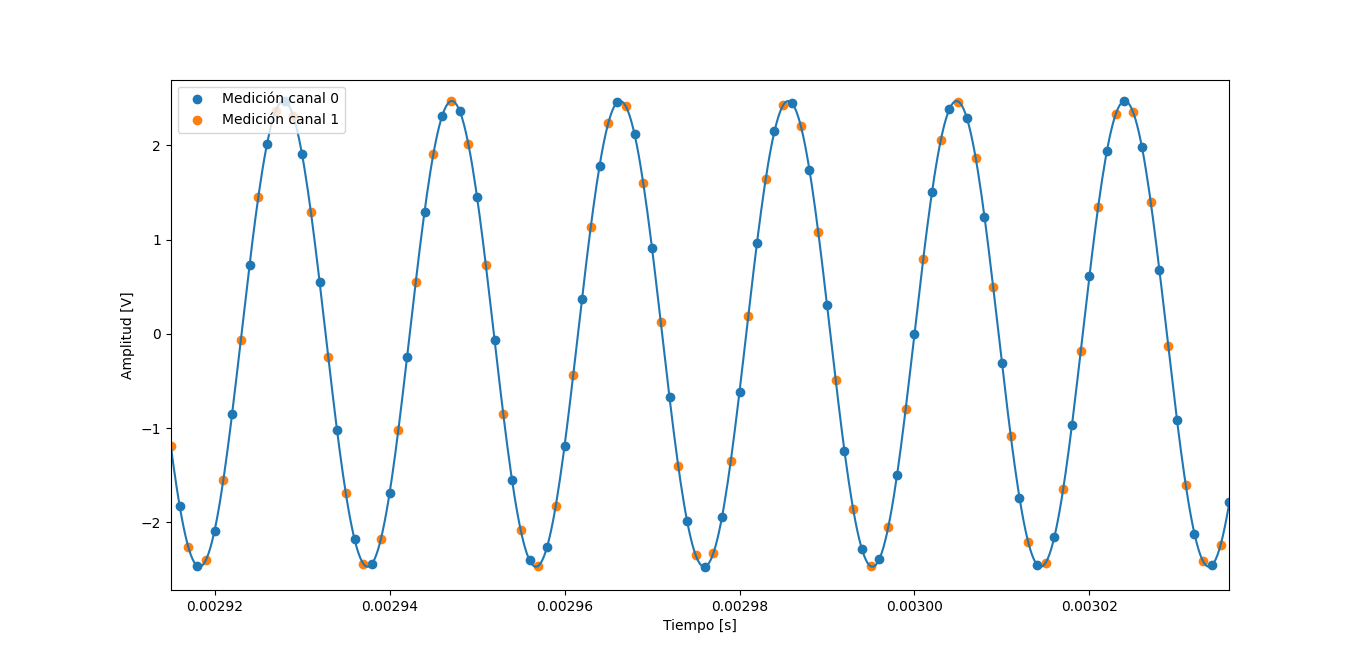 Medición canal 0
Medición canal 1
Amplitud [V]
2
1
0
−1
−2
0.00292 0.00294 0.00296 0.00298 0.00300 0.00302
Tiempo [s]